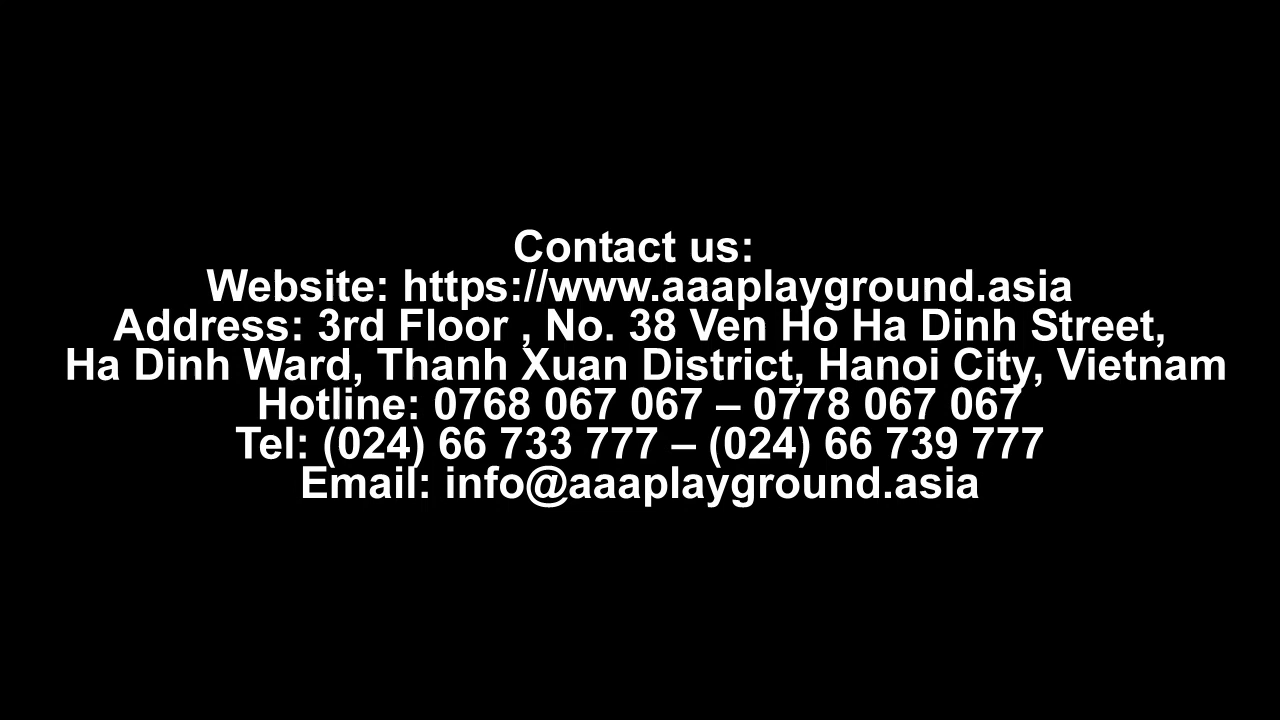 Contact us:
Website: https://www.aaaplayground.asia
Address: 3rd Floor , No. 38 Ven Ho Ha Dinh Street,
Ha Dinh Ward, Thanh Xuan District, Hanoi City, Vietnam
Hotline: 0768 067 067 – 0778 067 067
Tel: (024) 66 733 777 – (024) 66 739 777
Email: info@aaaplayground.asia